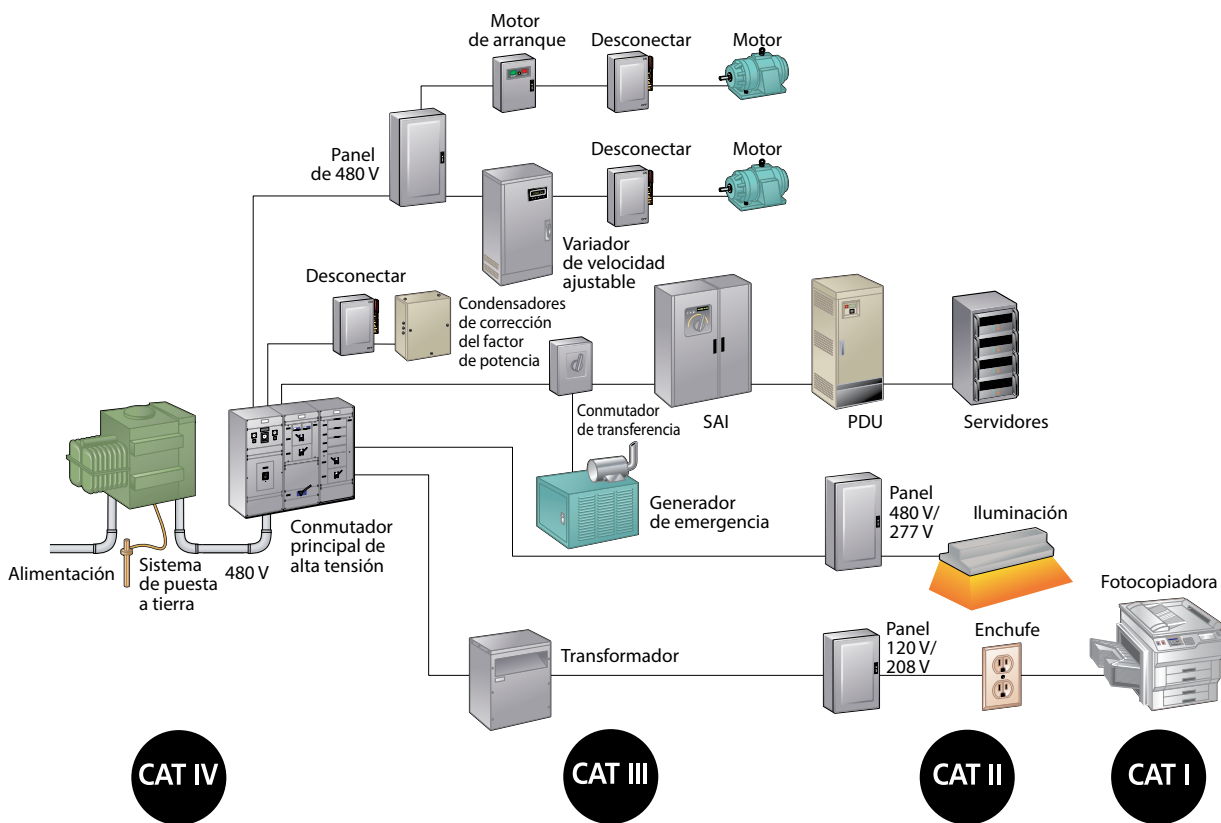 Motor
de arranque
Desconectar
Motor
Panel
de 480 V
Desconectar
Motor
Variador
de velocidad
ajustable
Desconectar
Condensadores
de corrección
del factor
de potencia
Conmutador
de transferencia
SAI
PDU
Servidores
Generador
de emergencia
Panel
480 V/
277 V
Iluminación
Alimentación
Sistema
de puesta
a tierra
480 V
Conmutador
principal de
alta tensión
Fotocopiadora
Transformador
Panel
120 V/
208 V
Enchufe
CAT IV
CAT III
CAT II
CAT I